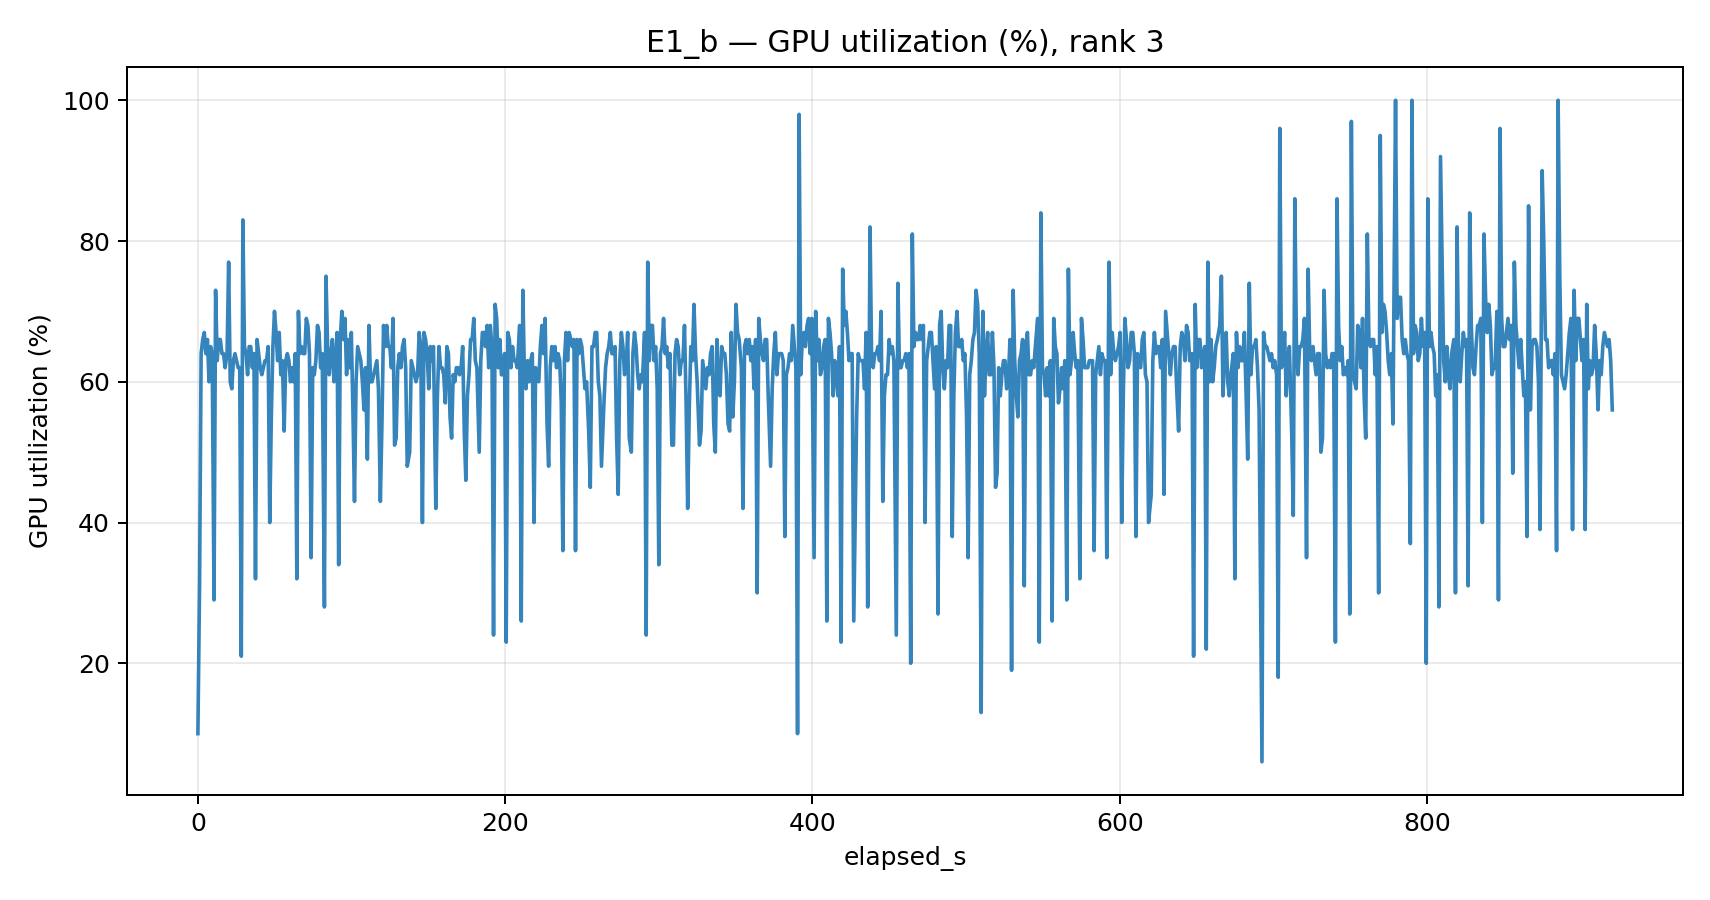 E1_b — GPU utilization (%), rank 3
GPU utilization (%)
100
80
60
40
20
0 200 400 600 800
elapsed_s